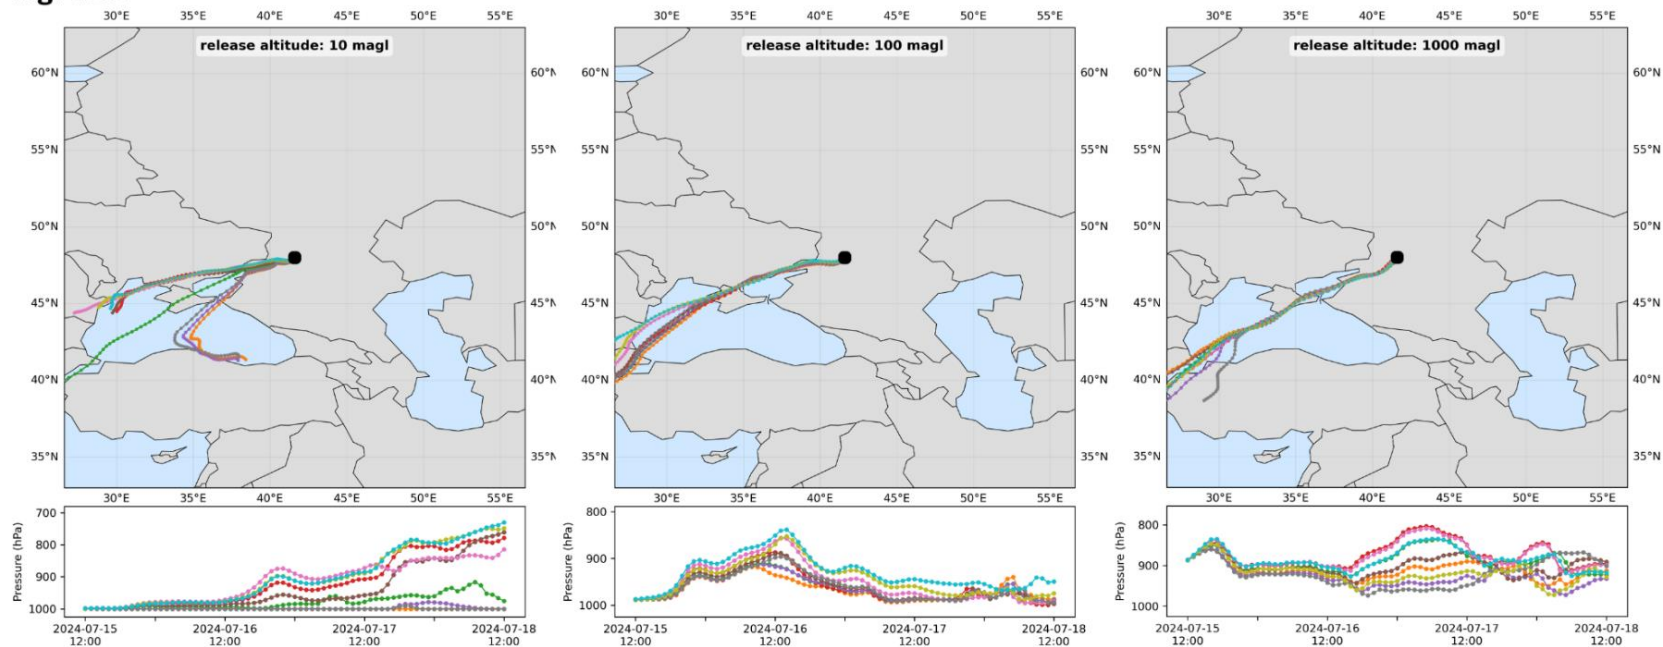 30°E 35°E 40°E 45°E 50°E 55°E
30°E 35°E 40°E 45°E 50°E 55°E
30°E 35°E 40°E 45°E 50°E 55°E
release altitude: 10 magl
release altitude: 100 magl
release altitude: 1000 magl
60°N 60°N 60°N 60°N 60°N
55°N 55°N 55°N 55°N 55°N
50°N 50°N 50°N 50°N 50°N
45°N 45°N 45°N 45°N 45°N
40°N 40°N 40°N 40°N 40°N
35°N 35°N 35°N 35°N 35°N
30°E 35°E 40°E 45°E 50°E 55°E
30°E 35°E 40°E 45°E 50°E 55°E
30°E 35°E 40°E 45°E 50°E 55°E
Pressure (hPa)
700
800
900
1000
2024-07-15 12:00
2024-07-16 12:00
2024-07-17 12:00
2024-07-18 12:00
Pressure (hPa)
800
900
1000
2024-07-15 12:00
2024-07-16 12:00
2024-07-17 12:00
2024-07-18 12:00
Pressure (hPa)
800
900
1000
2024-07-15 12:00
2024-07-16 12:00
2024-07-17 12:00
2024-07-18 12:00